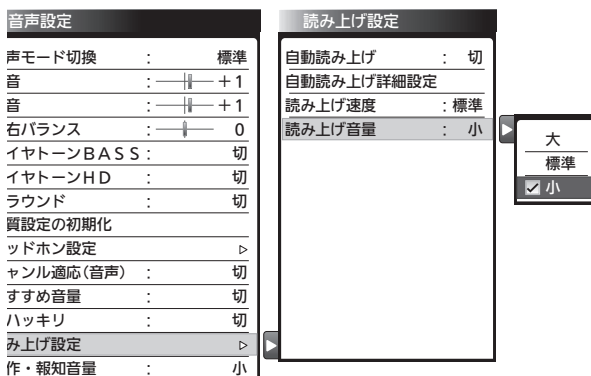 音声設定
声モード切換 : 標準
音 : +1
音 : +1
右バランス : 0
イヤトーンBASS : 切
イヤトーンHD : 切
ラウンド : 切
質設定の初期化
ッドホン設定
ャンル適応(音声) : 切
すすめ音量 : 切
ハッキリ : 切
み上げ設定
作・報知音量 : 小
読み上げ設定
自動読み上げ : 切
自動読み上げ詳細設定
読み上げ速度 : 標準
読み上げ音量 : 小
大
標準
小